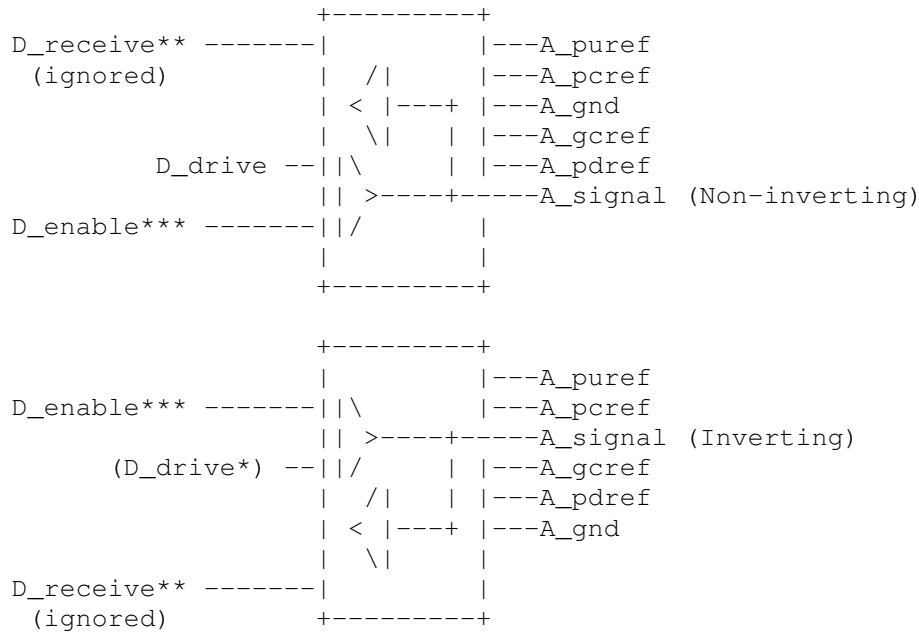 D_receive**
A_puref
(ignored)
A_pcref
A_gnd
A_gcref
D_drive
A_pdref
A_signal (Non-inverting)
D_enable***
A_puref
D_enable***
A_pcref
A_signal (Inverting)
(D_drive*)
A_gcref
A_pdref
A_gnd
D_receive**
(ignored)